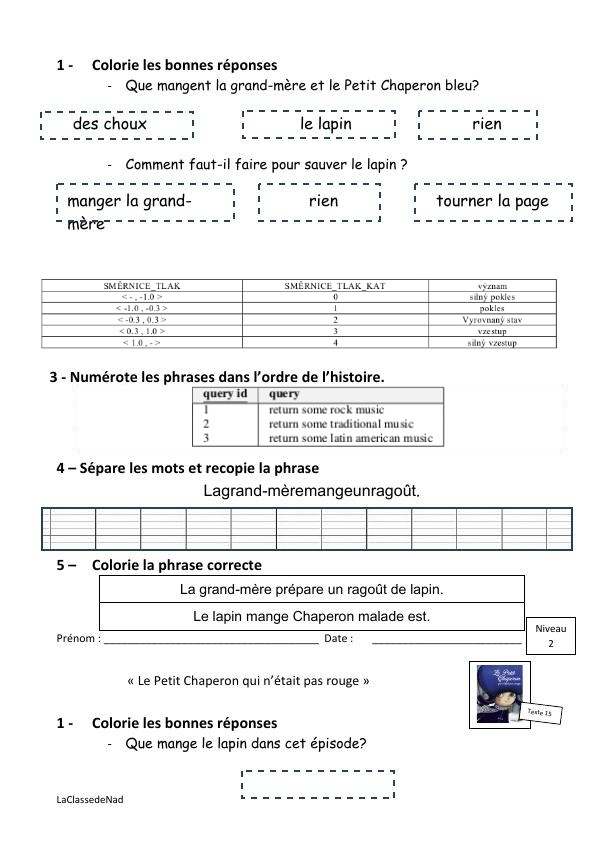 1 - Colorie les bonnes réponses
- Que mangent la grand-mère et le Petit Chaperon bleu?
des choux le lapin rien
- Comment faut-il faire pour sauver le lapin ?
manger la grand- rien tourner la page
mère
SMĚRNICE_TLAK SMĚRNICE_TLAK_KAT význam
< - , -1.0 > 0 silný pokles
< -1.0 , -0.3 > 1 pokles
< -0.3 , 0.3 > 2 Vyrovnaný stav
< 0.3 , 1.0 > 3 vzestup
< 1.0 , - > 4 silný vzestup
3 - Numérote les phrases dans l’ordre de l’histoire.
query id query
1 return some rock music
2 return some traditional music
3 return some latin american music
4 – Sépare les mots et recopie la phrase
Lagrand-mèremangeunragoût.
5 – Colorie la phrase correcte
La grand-mère prépare un ragoût de lapin.
Le lapin mange Chaperon malade est.
Prénom : Date :
Niveau
2
« Le Petit Chaperon qui n’était pas rouge »
Le Petit
Chaperon
Texte 15
1 - Colorie les bonnes réponses
- Que mange le lapin dans cet épisode?
LaClassedeNad